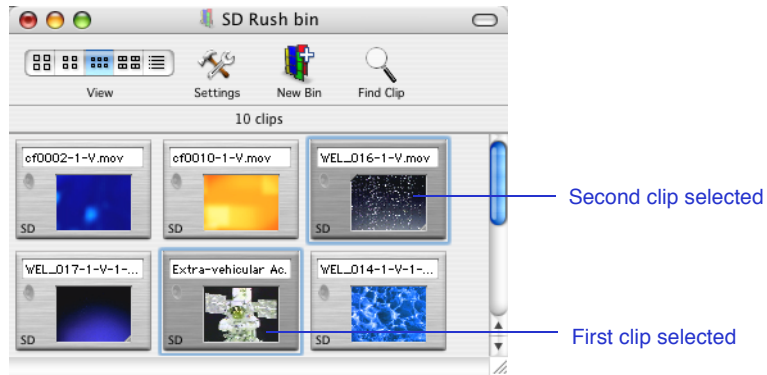 SD Rush bin
View
Settings
New Bin
Find Clip
10 clips
cf0002-1-V.mov
cf0010-1-V.mov
WEL_016-1-V.mov
SD
SD
SD
Second clip selected
WEL_017-1-V-1-...
Extra-vehicular Ac.
WEL_014-1-V-1-...
SD
SD
SD
First clip selected